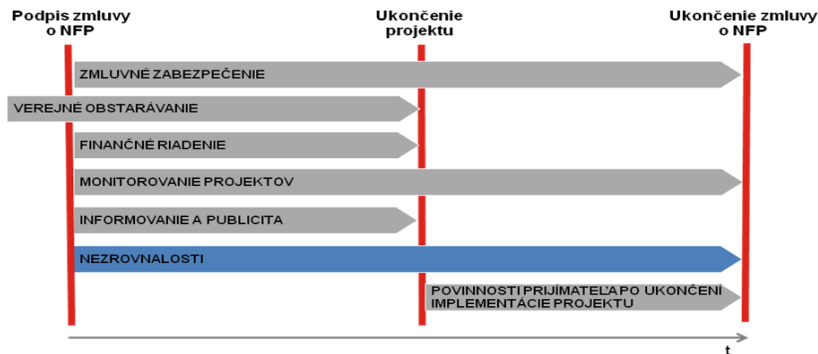 Podpis zmluvy
o NFP
Ukončenie
projektu
Ukončenie zmluvy
o NFP
ZMLUVNÉ ZABEZPEČENIE
VEREJNÉ OBSTARÁVANIE
FINANČNÉ RIADENIE
MONITOROVANIE PROJEKTOV
INFORMOVANIE A PUBLICITA
NEZROVNALOSTI
POVINNOSTI PRIJÍMATEĽA PO UKONČENÍ
IMPLEMENTÁCIE PROJEKTU
t